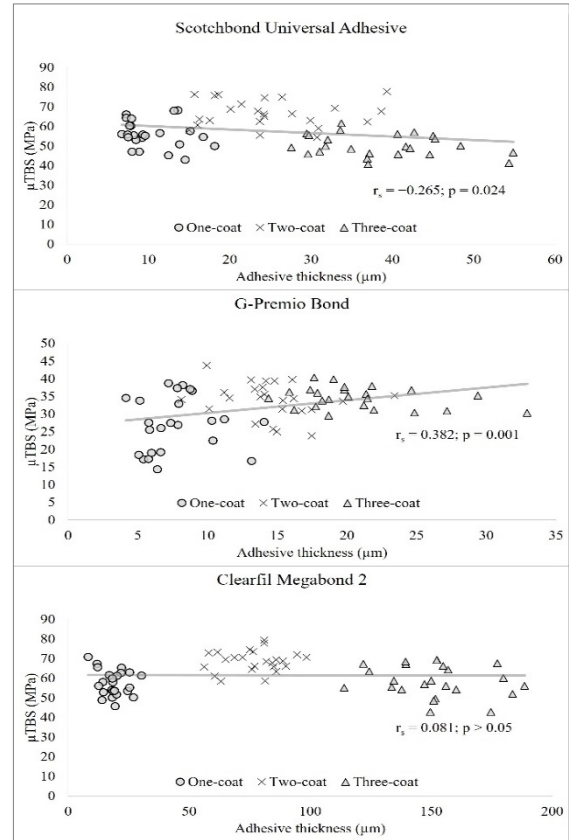 Scotchbond Universal Adhesive
90
80
70
60
50
40
30
20
10
0
µTBS (MPa)
rs = −0.265; p = 0.024
One-coat × Two-coat Three-coat
0 10 20 30 40 50 60
Adhesive thickness (µm)
G-Premio Bond
50
45
40
35
30
25
20
15
10
5
0
µTBS (MPa)
rs = 0.382; p = 0.001
One-coat × Two-coat Three-coat
0 5 10 15 20 25 30 35
Adhesive thickness (µm)
Clearfil Megabond 2
90
80
70
60
50
40
30
20
10
0
µTBS (MPa)
rs = 0.081; p > 0.05
One-coat × Two-coat Three-coat
0 50 100 150 200
Adhesive thickness (µm)